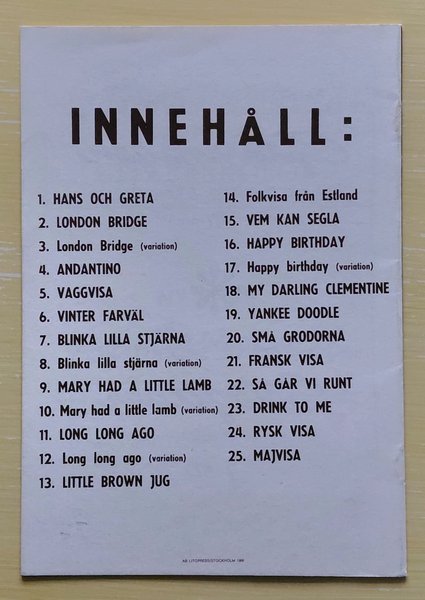 INNEHÅLL:
1. HANS OCH GRETA
2. LONDON BRIDGE
3. London Bridge (variation)
4. ANDANTINO
5. VAGGVISA
6. VINTER FARVÄL
7. BLINKA LILLA STJÄRNA
8. Blinka lilla stjärna (variation)
9. MARY HAD A LITTLE LAMB
10. Mary had a little lamb (variation)
11. LONG LONG AGO
12. Long long ago (variation)
13. LITTLE BROWN JUG
14. Folkvisa från Estland
15. VEM KAN SEGLA
16. HAPPY BIRTHDAY
17. Happy birthday (variation)
18. MY DARLING CLEMENTINE
19. YANKEE DOODLE
20. SMÅ GRODORNA
21. FRANSK VISA
22. SÅ GÅR VI RUNT
23. DRINK TO ME
24. RYSK VISA
25. MAJVISA
AB LITOPRESS/STOCKHOLM